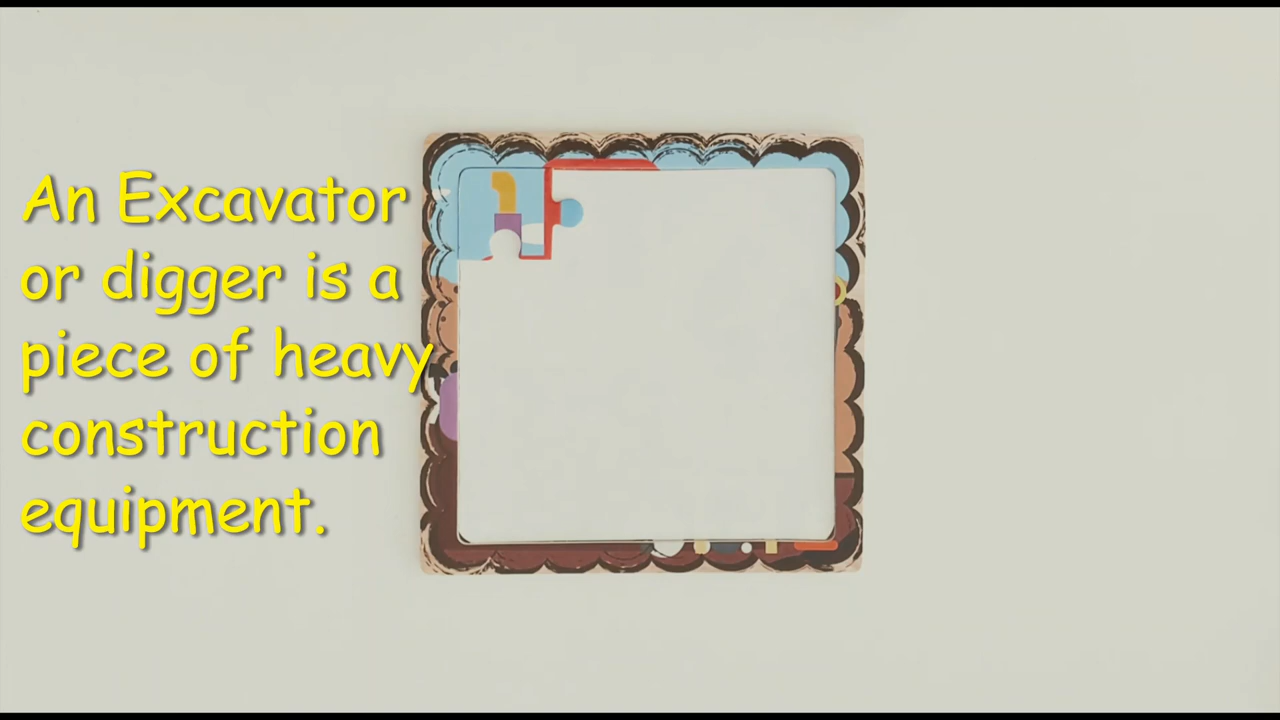 An Excavator
or digger is a
piece of heavy
construction
equipment.